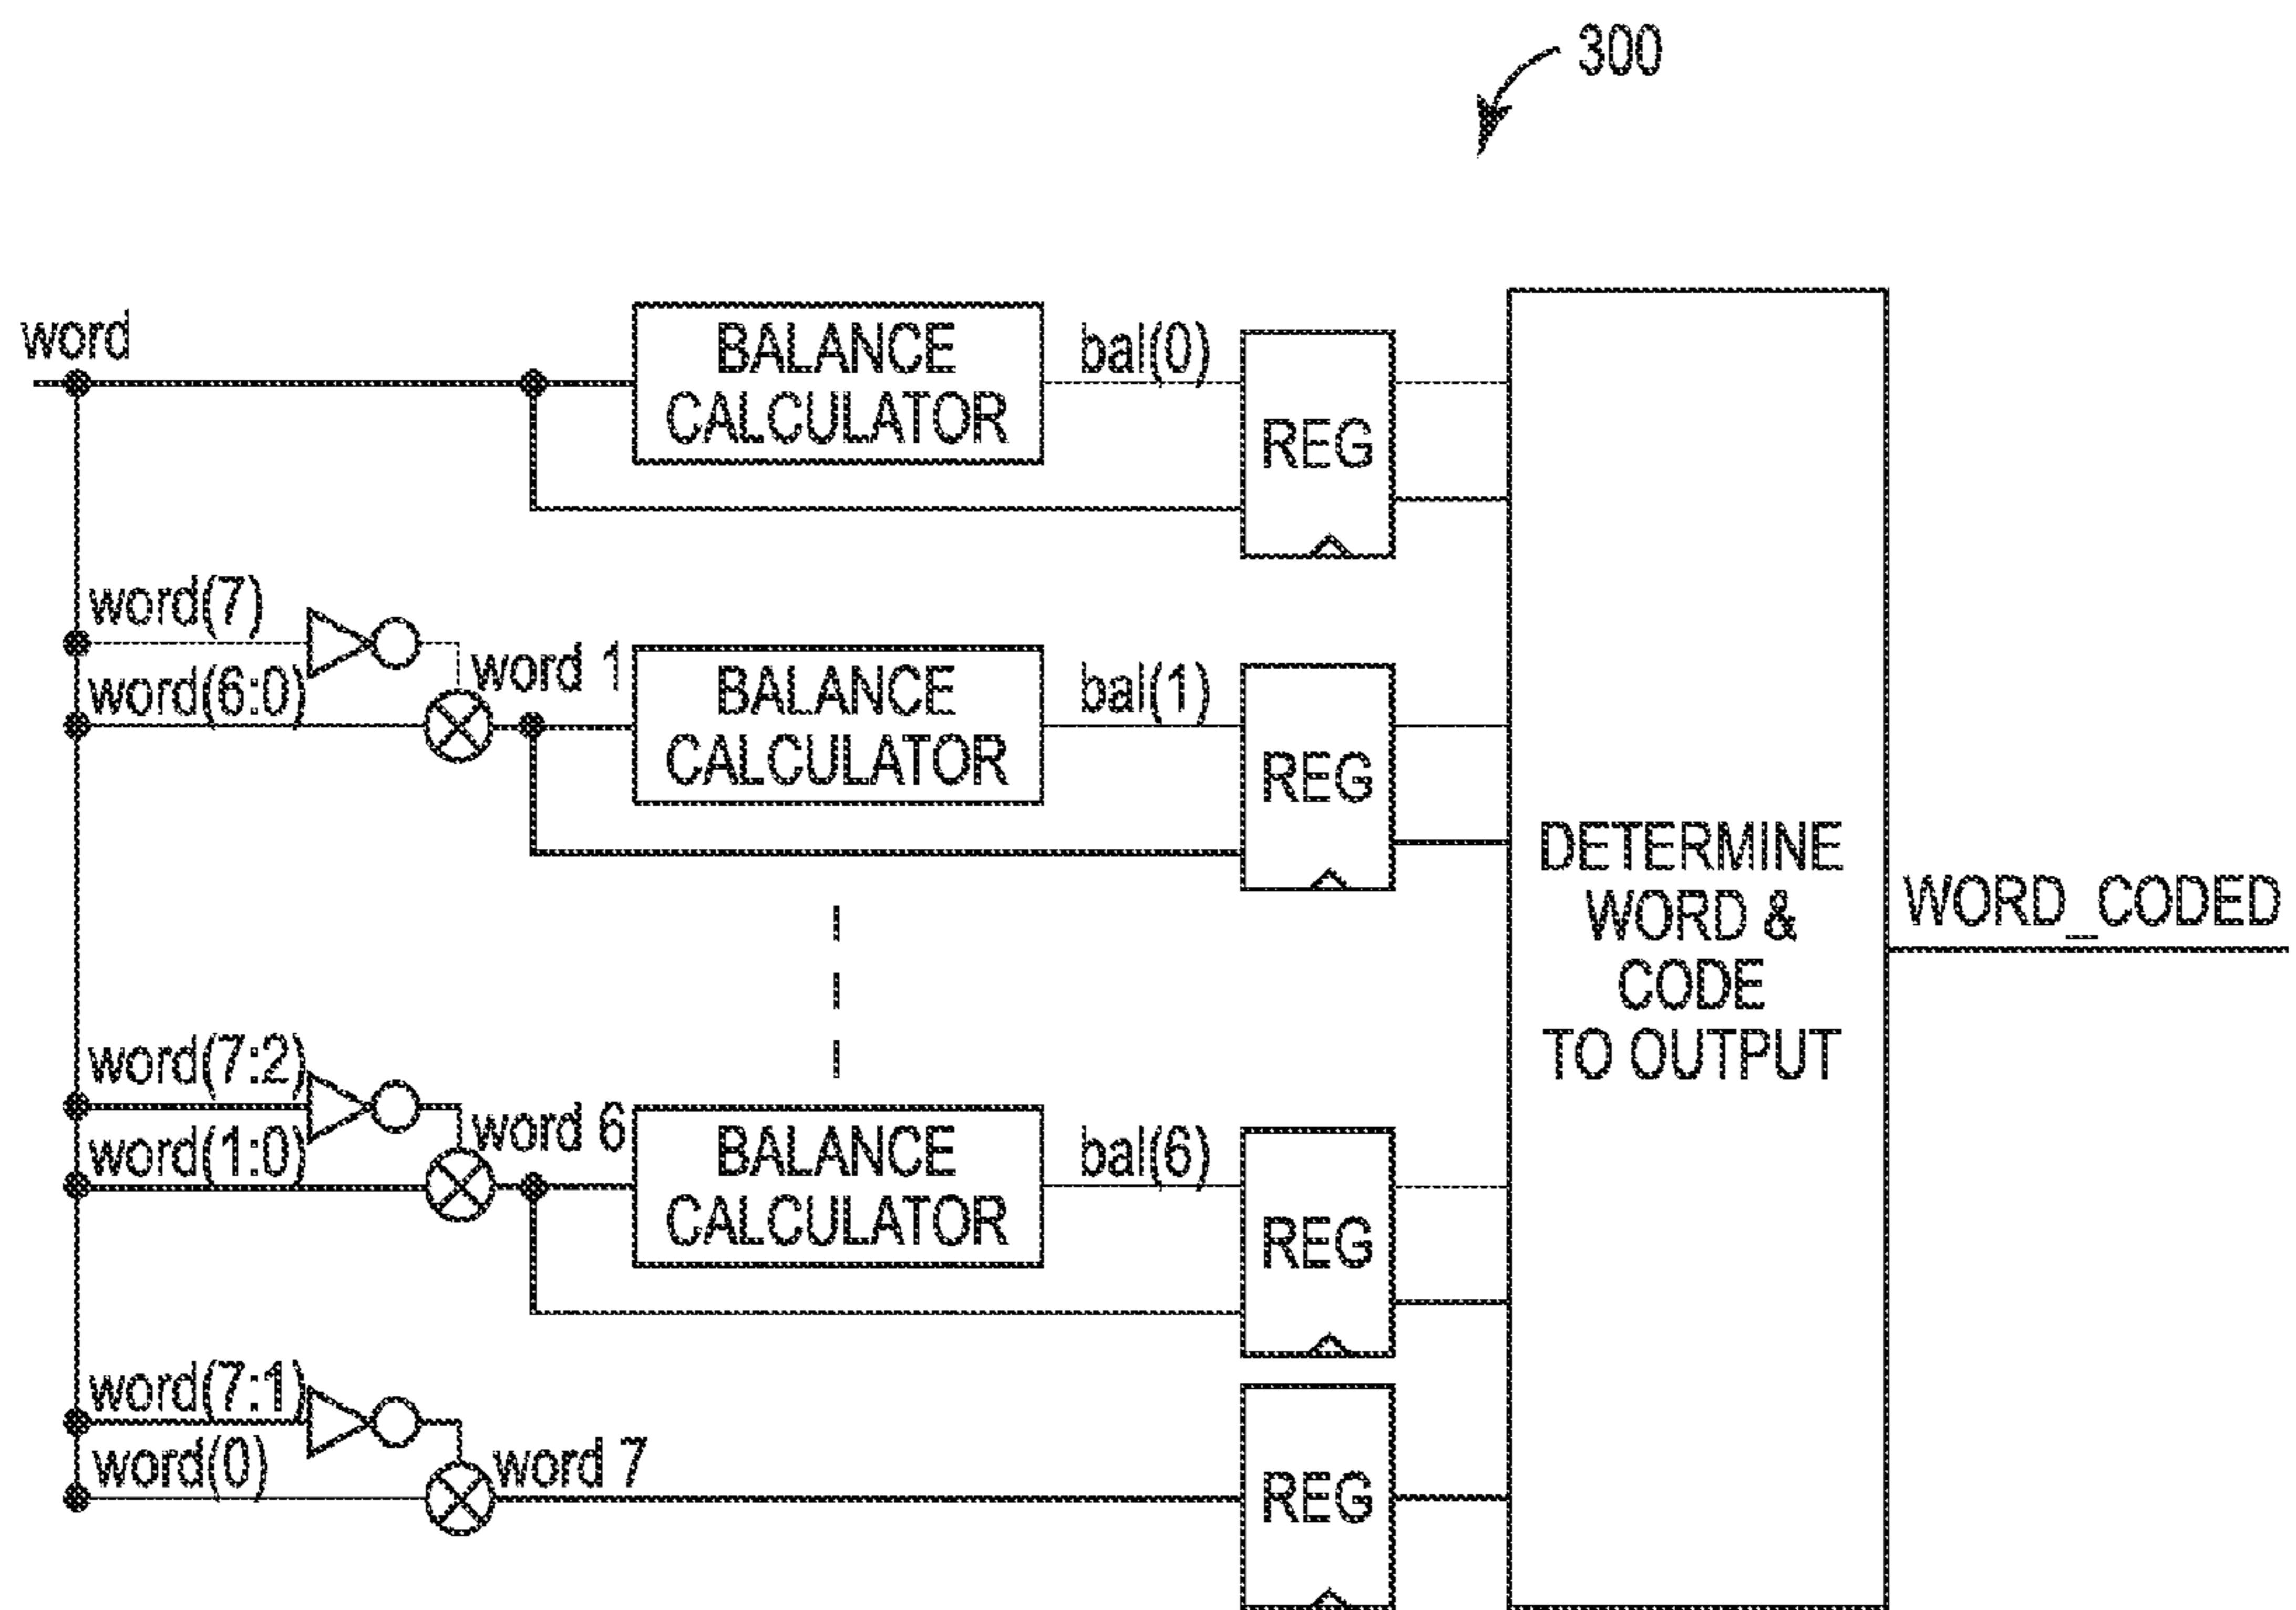 300
word
BALANCE
CALCULATOR
bal(0)
REG
word(7)
word(6:0)
word 1
BALANCE
CALCULATOR
bal(1)
REG
DETERMINE
WORD &
CODE
TO OUTPUT
WORD_CODED
word(7:2)
word(1:0)
word 6
BALANCE
CALCULATOR
bal(6)
REG
word(7:1)
word(0)
word 7
REG